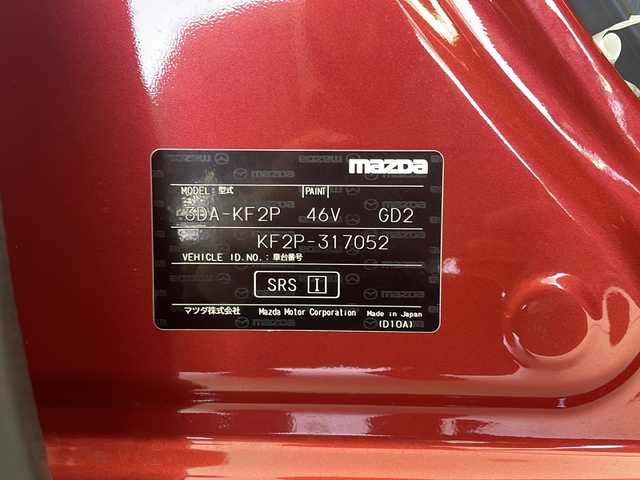 mazda
MODEL: 型式 PAINT
3DA-KF2P 46V GD2
KF2P-317052
VEHICLE ID.NO.: 車台番号
SRS I
マツダ株式会社 Mazda Motor Corporation Made in Japan
(D10A)